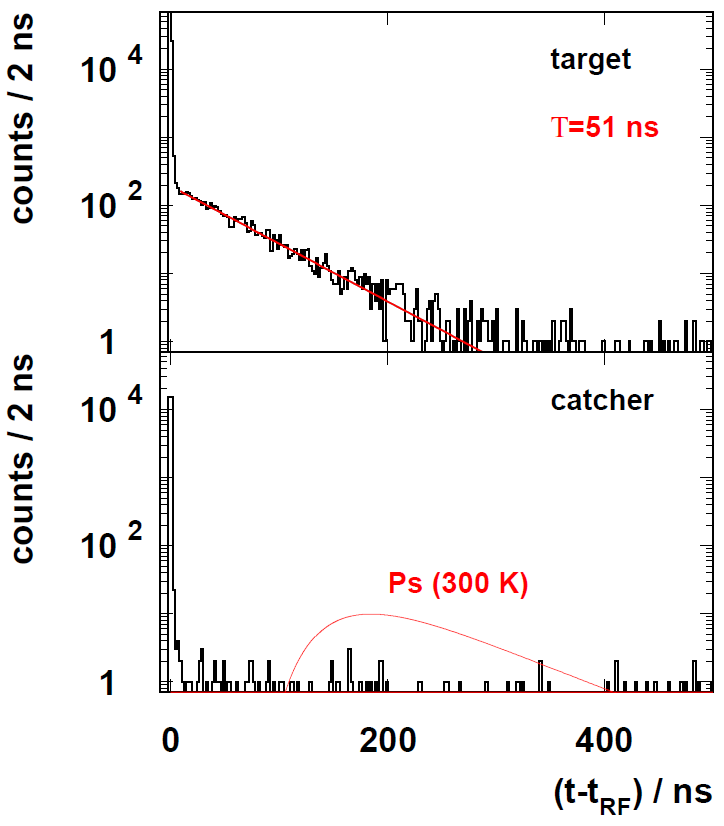 counts / 2 ns
10 4
10 2
1
target
T=51 ns
counts / 2 ns
10 4
10 2
1
catcher
Ps (300 K)
0 200 400
(t-tRF) / ns